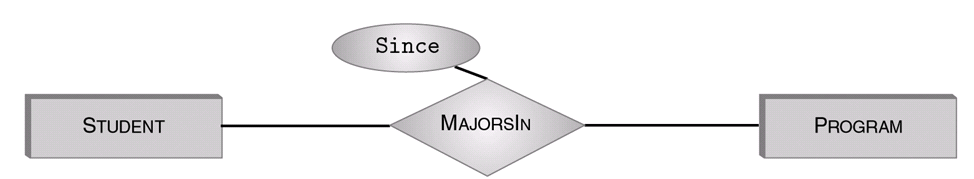 Since
STUDENT
MAJORSIN
PROGRAM